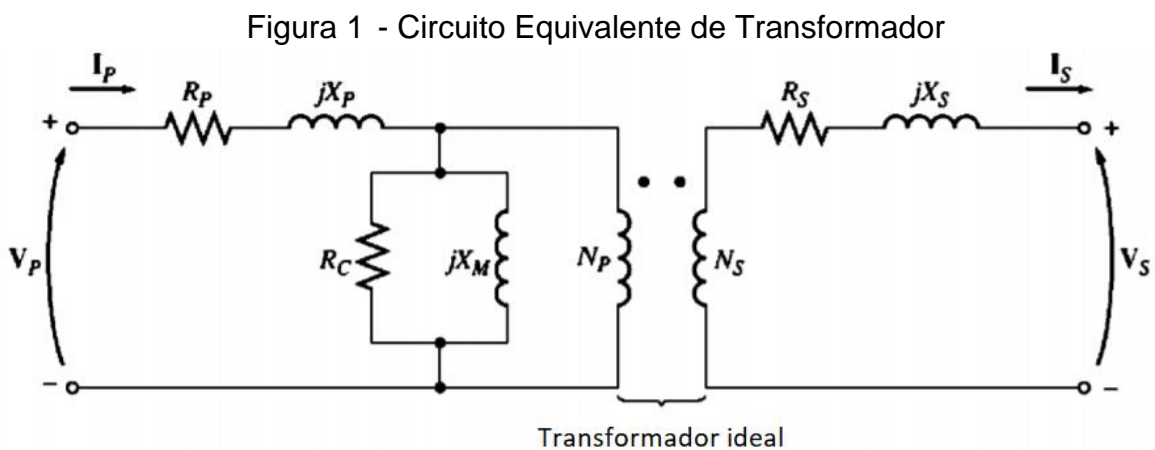 Figura 1 - Circuito Equivalente de Transformador
I_P R_P jX_P R_S jX_S I_S
+ +
V_P R_C jX_M N_P N_S V_S
– –
Transformador ideal